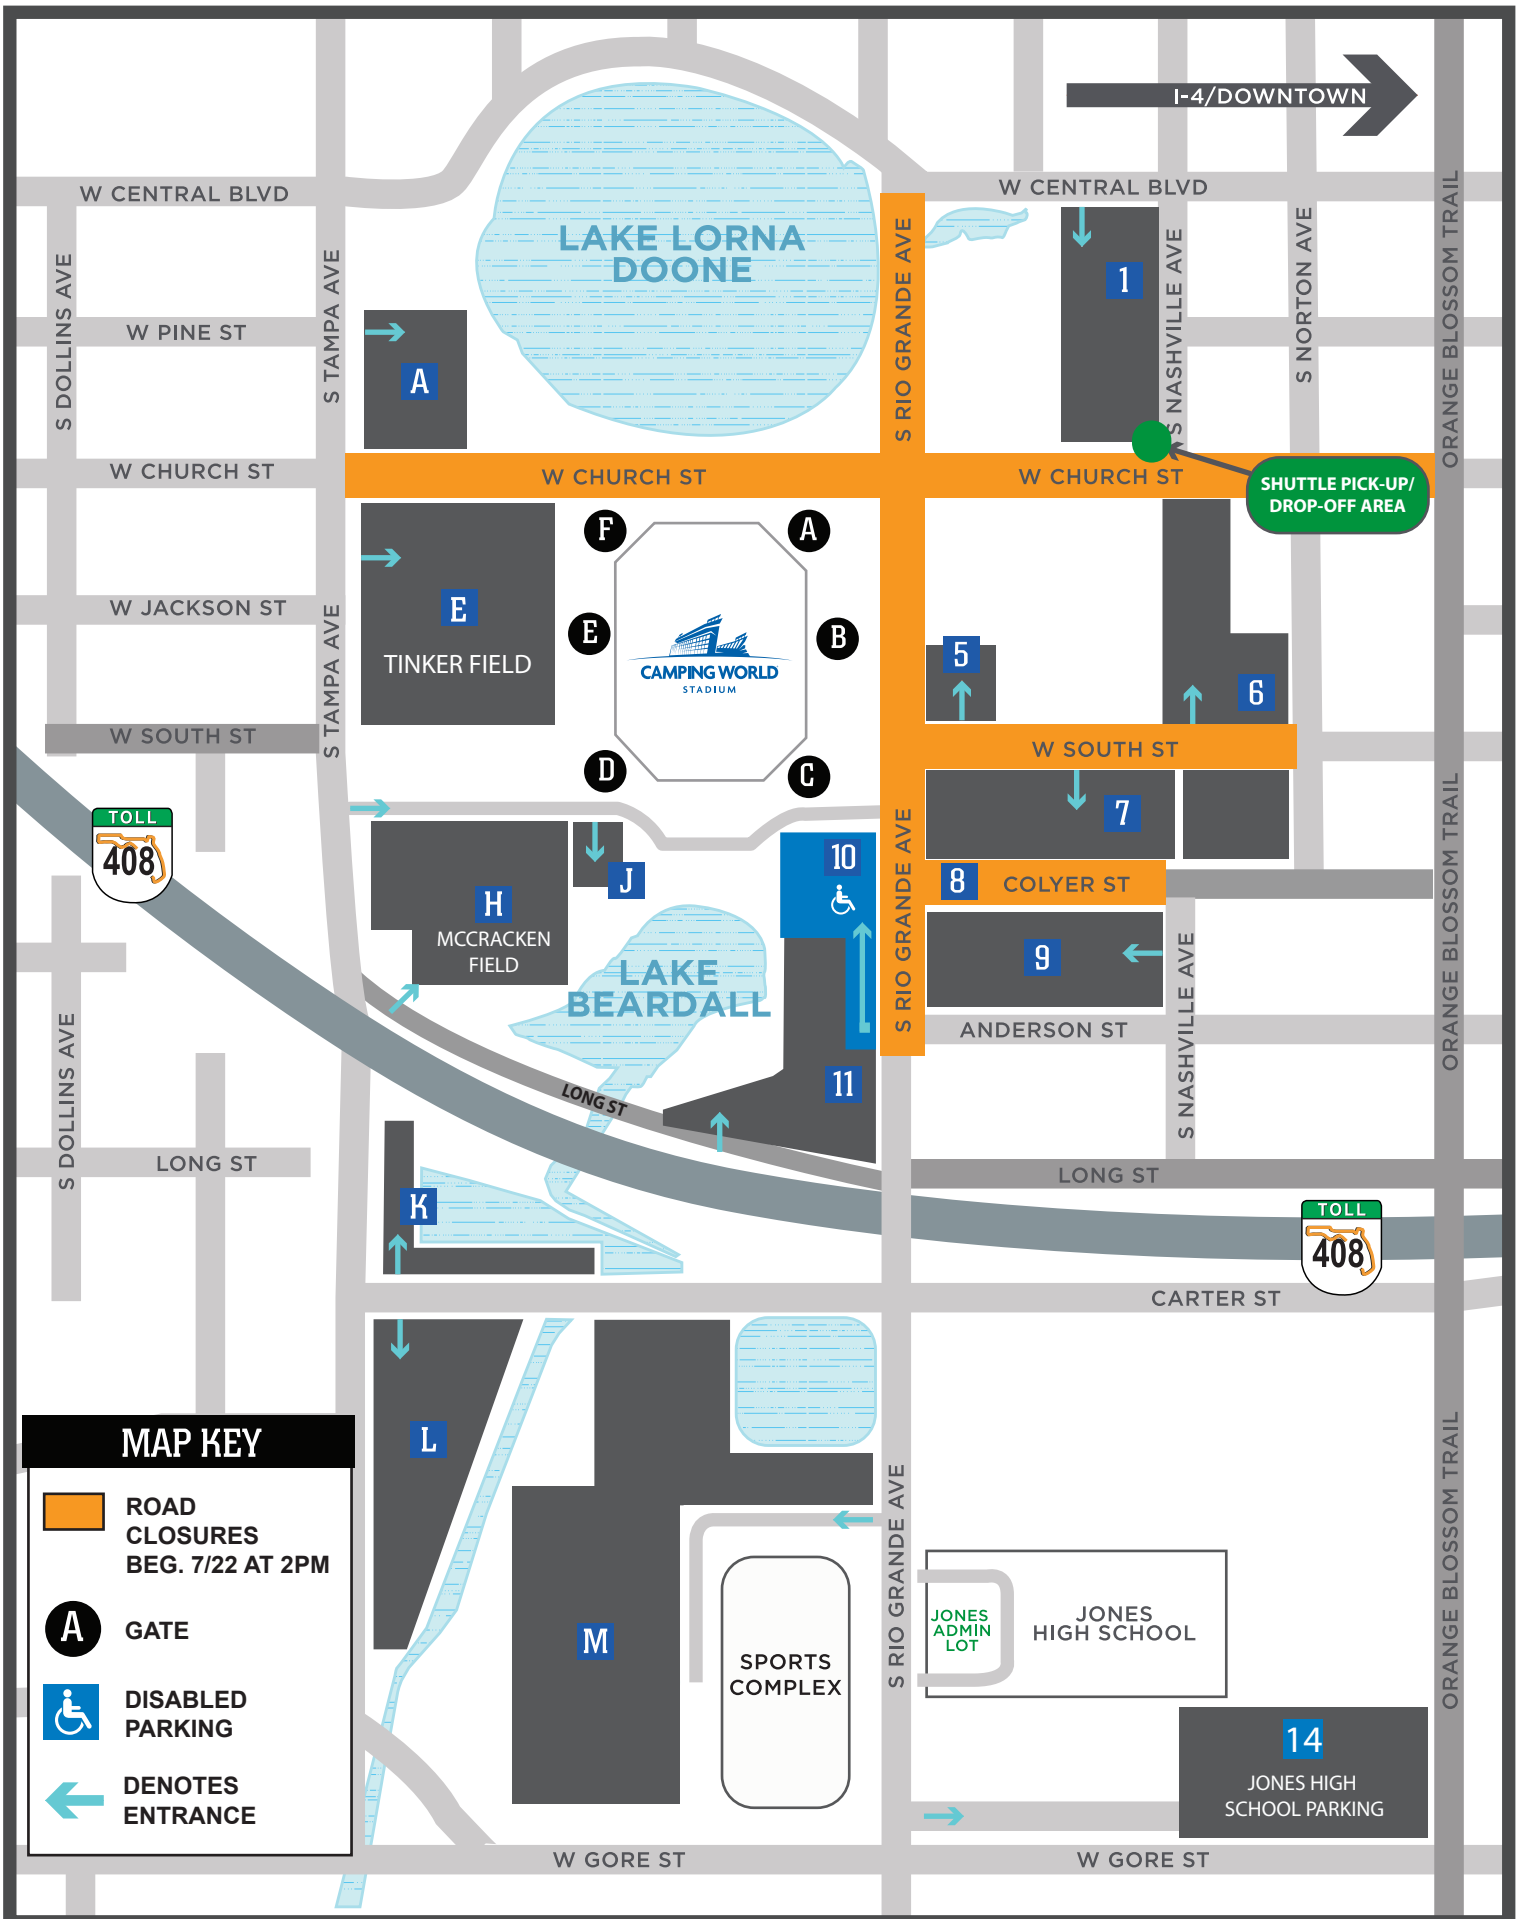 I-4/DOWNTOWN
W CENTRAL BLVD
W CENTRAL BLVD
ORANGE BLOSSOM TRAIL
LAKE LORNA
DOONE
S RIO GRANDE AVE
S NASHVILLE AVE
S NORTON AVE
1
S DOLLINS AVE
S TAMPA AVE
W PINE ST
A
W CHURCH ST
W CHURCH ST
W CHURCH ST
SHUTTLE PICK-UP/
DROP-OFF AREA
F
A
E
TINKER FIELD
E
B
CAMPING WORLD
STADIUM
W JACKSON ST
S TAMPA AVE
5
6
W SOUTH ST
W SOUTH ST
D
C
ORANGE BLOSSOM TRAIL
TOLL
408
7
10
J
8
COLYER ST
S RIO GRANDE AVE
H
MCCRACKEN
FIELD
9
LAKE
BEARDALL
S NASHVILLE AVE
ANDERSON ST
S DOLLINS AVE
11
LONG ST
LONG ST
LONG ST
K
TOLL
408
CARTER ST
L
MAP KEY
ROAD
CLOSURES
BEG. 7/22 AT 2PM
A
GATE
DISABLED
PARKING
DENOTES
ENTRANCE
M
SPORTS
COMPLEX
S RIO GRANDE AVE
JONES
ADMIN
LOT
JONES
HIGH SCHOOL
ORANGE BLOSSOM TRAIL
14
JONES HIGH
SCHOOL PARKING
W GORE ST
W GORE ST